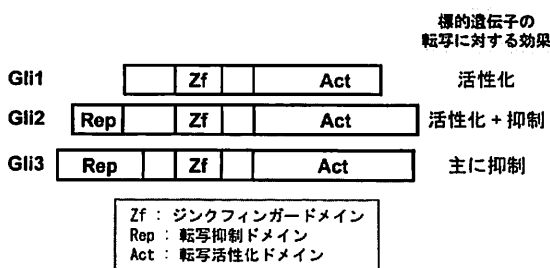 標的遺伝子の
転写に対する効果
Gli1 Zf Act 活性化
Gli2 Rep Zf Act 活性化 + 抑制
Gli3 Rep Zf Act 主に抑制
Zf : ジンクフィンガードメイン
Rep : 転写抑制ドメイン
Act : 転写活性化ドメイン